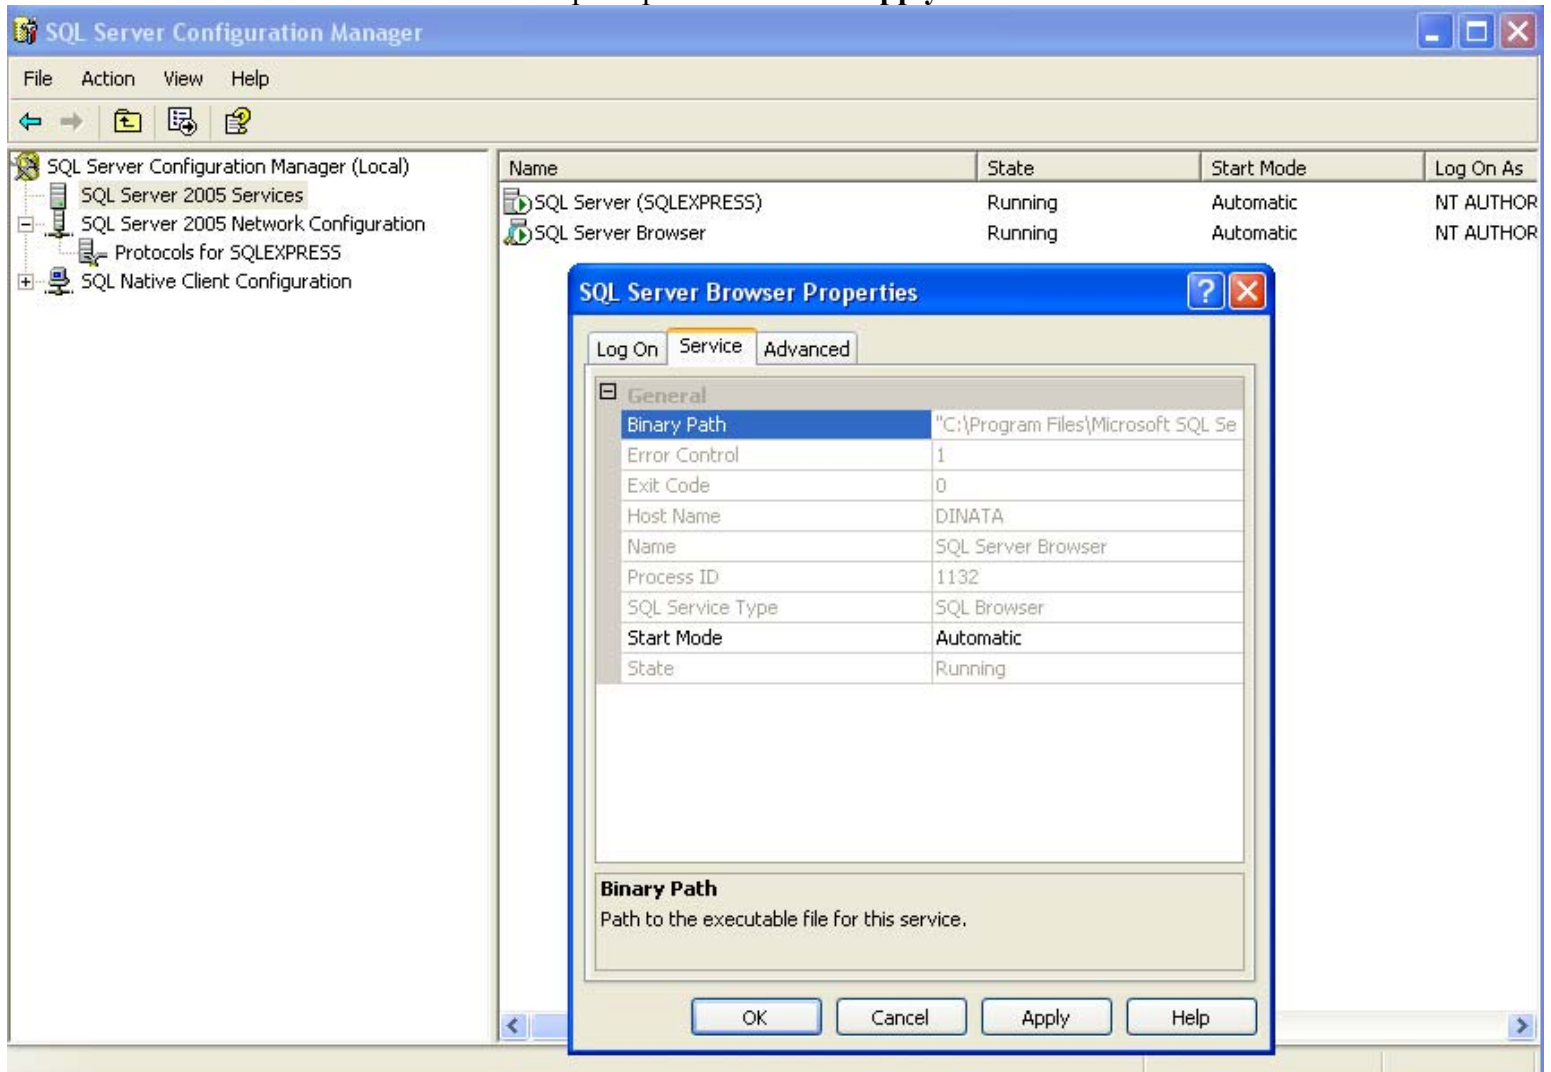 Apply
SQL Server Configuration Manager
File Action View Help
SQL Server Configuration Manager (Local)
SQL Server 2005 Services
SQL Server 2005 Network Configuration
Protocols for SQLEXPRESS
SQL Native Client Configuration
Name State Start Mode Log On As
SQL Server (SQLEXPRESS) Running Automatic NT AUTHOR
SQL Server Browser Running Automatic NT AUTHOR
SQL Server Browser Properties
Log On Service Advanced
General
Binary Path "C:\Program Files\Microsoft SQL Se
Error Control 1
Exit Code 0
Host Name DINATA
Name SQL Server Browser
Process ID 1132
SQL Service Type SQL Browser
Start Mode Automatic
State Running
Binary Path
Path to the executable file for this service.
OK Cancel Apply Help